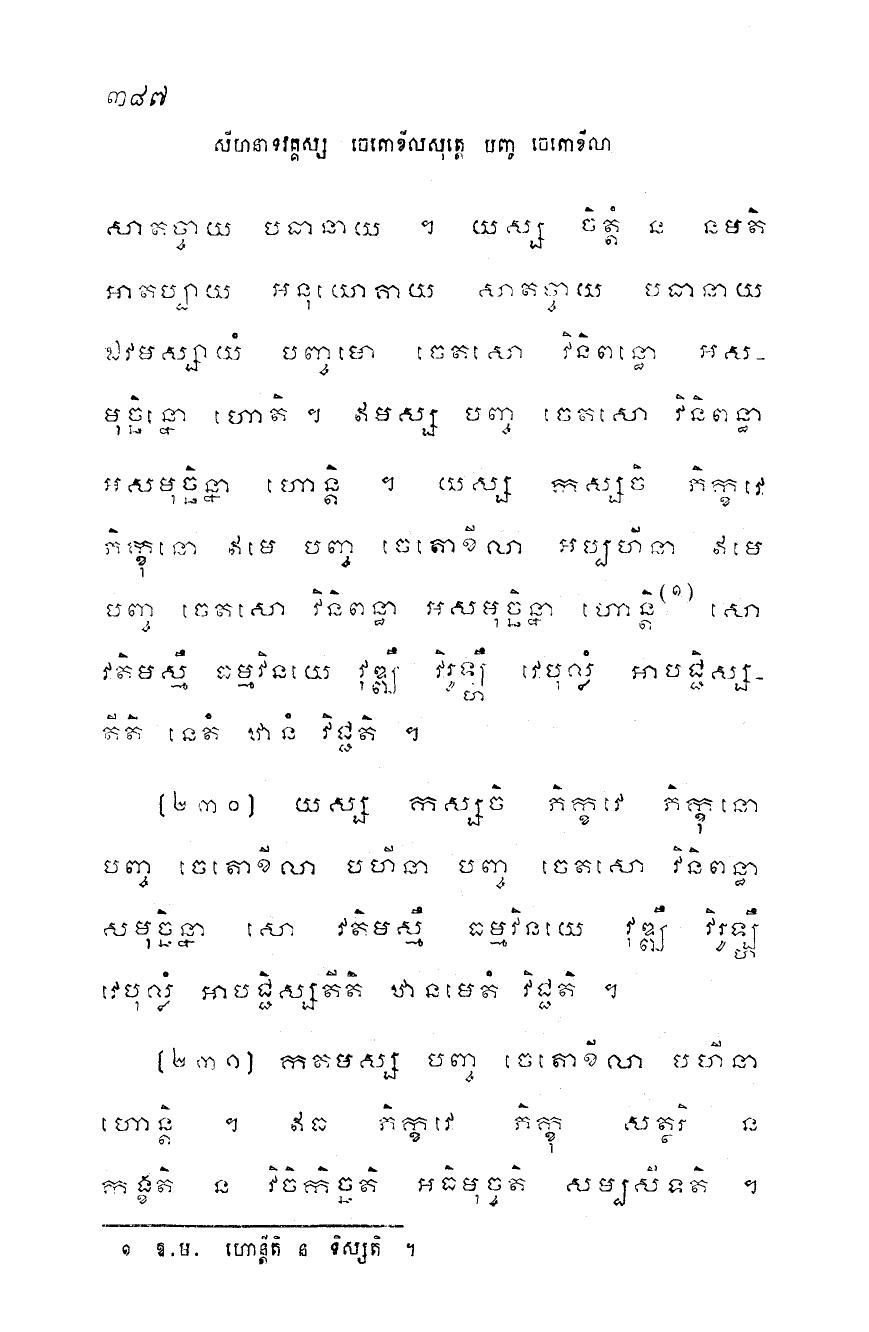 ៣៨៧
សីហនាទវគ្គស្ស ចេតោខីលសុត្តេ បញ្ច ចេតោខីលា
សាតច្ចាយ បធានាយ ។ យស្ស ចិត្តំ ន នមតិ
អាតប្បាយ អនុយោគាយ សាតច្ចាយ បធានាយ
ឯវមស្សាយំ បញ្ចមោ ចេតសោ វិនិពន្ធោ អស-
មុច្ឆិន្នោ ហោតិ ។ ឥមស្ស បញ្ច ចេតសោ វិនិពន្ធា
អសមុច្ឆិន្នា ហោន្តិ ។ យស្ស កស្សចិ ភិក្ខវេ
ភិក្ខុនោ ឥមេ បញ្ច ចេតោខីលា អប្បហីនា ឥមេ
បញ្ច ចេតសោ វិនិពន្ធា អសមុច្ឆិន្នា ហោន្តិ(១) សោ
វតិមស្មឹ ធម្មវិនយេ វុឌ្ឍឹ វិរូឡ្ហឹ វេបុល្លំ អាបជ្ជិស្ស-
តីតិ នេតំ ឋានំ វិជ្ជតិ ។
[២៣០] យស្ស កស្សចិ ភិក្ខវេ ភិក្ខុនោ
បញ្ច ចេតោខីលា បហីនា បញ្ច ចេតសោ វិនិពន្ធា
សមុច្ឆិន្នា សោ វតិមស្មឹ ធម្មវិនយេ វុឌ្ឍឹ វិរូឡ្ហឹ
វេបុល្លំ អាបជ្ជិស្សតីតិ ឋានមេតំ វិជ្ជតិ ។
[២៣១] កតមស្ស បញ្ច ចេតោខីលា បហីនា
ហោន្តិ ។ ឥធ ភិក្ខវេ ភិក្ខុ សត្ថរិ ន
កង្ខតិ ន វិចិកិច្ឆតិ អធិមុច្ចតិ សម្បសីទតិ ។
១ ឱ.ម. ហោន្តីតិ ន ទិស្សតិ ។